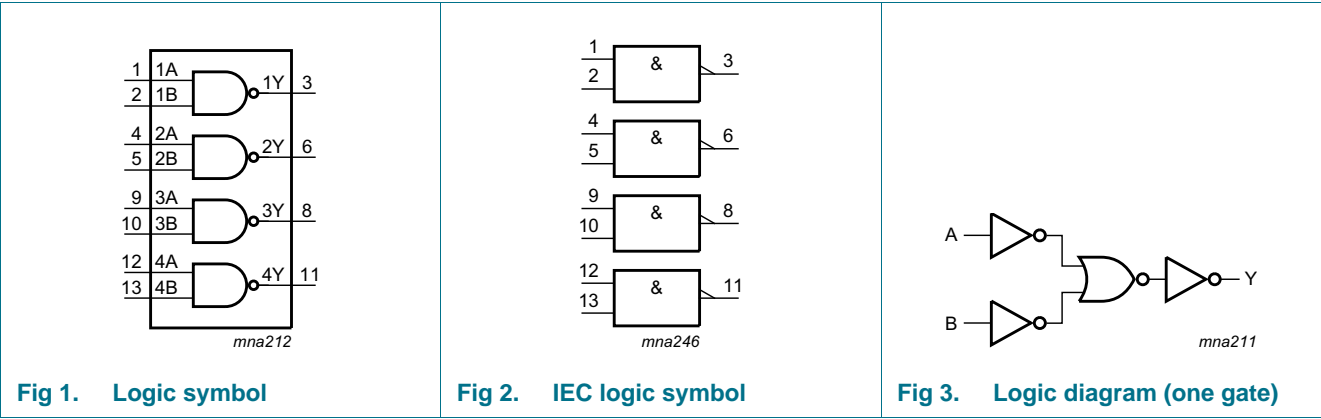 1 1A 1Y 3
2 1B
4 2A 2Y 6
5 2B
9 3A 3Y 8
10 3B
12 4A 4Y 11
13 4B
mna212
Fig 1. Logic symbol
1 & 3
2
4 & 6
5
9 & 8
10
12 & 11
13
mna246
Fig 2. IEC logic symbol
A
Y
B
mna211
Fig 3. Logic diagram (one gate)